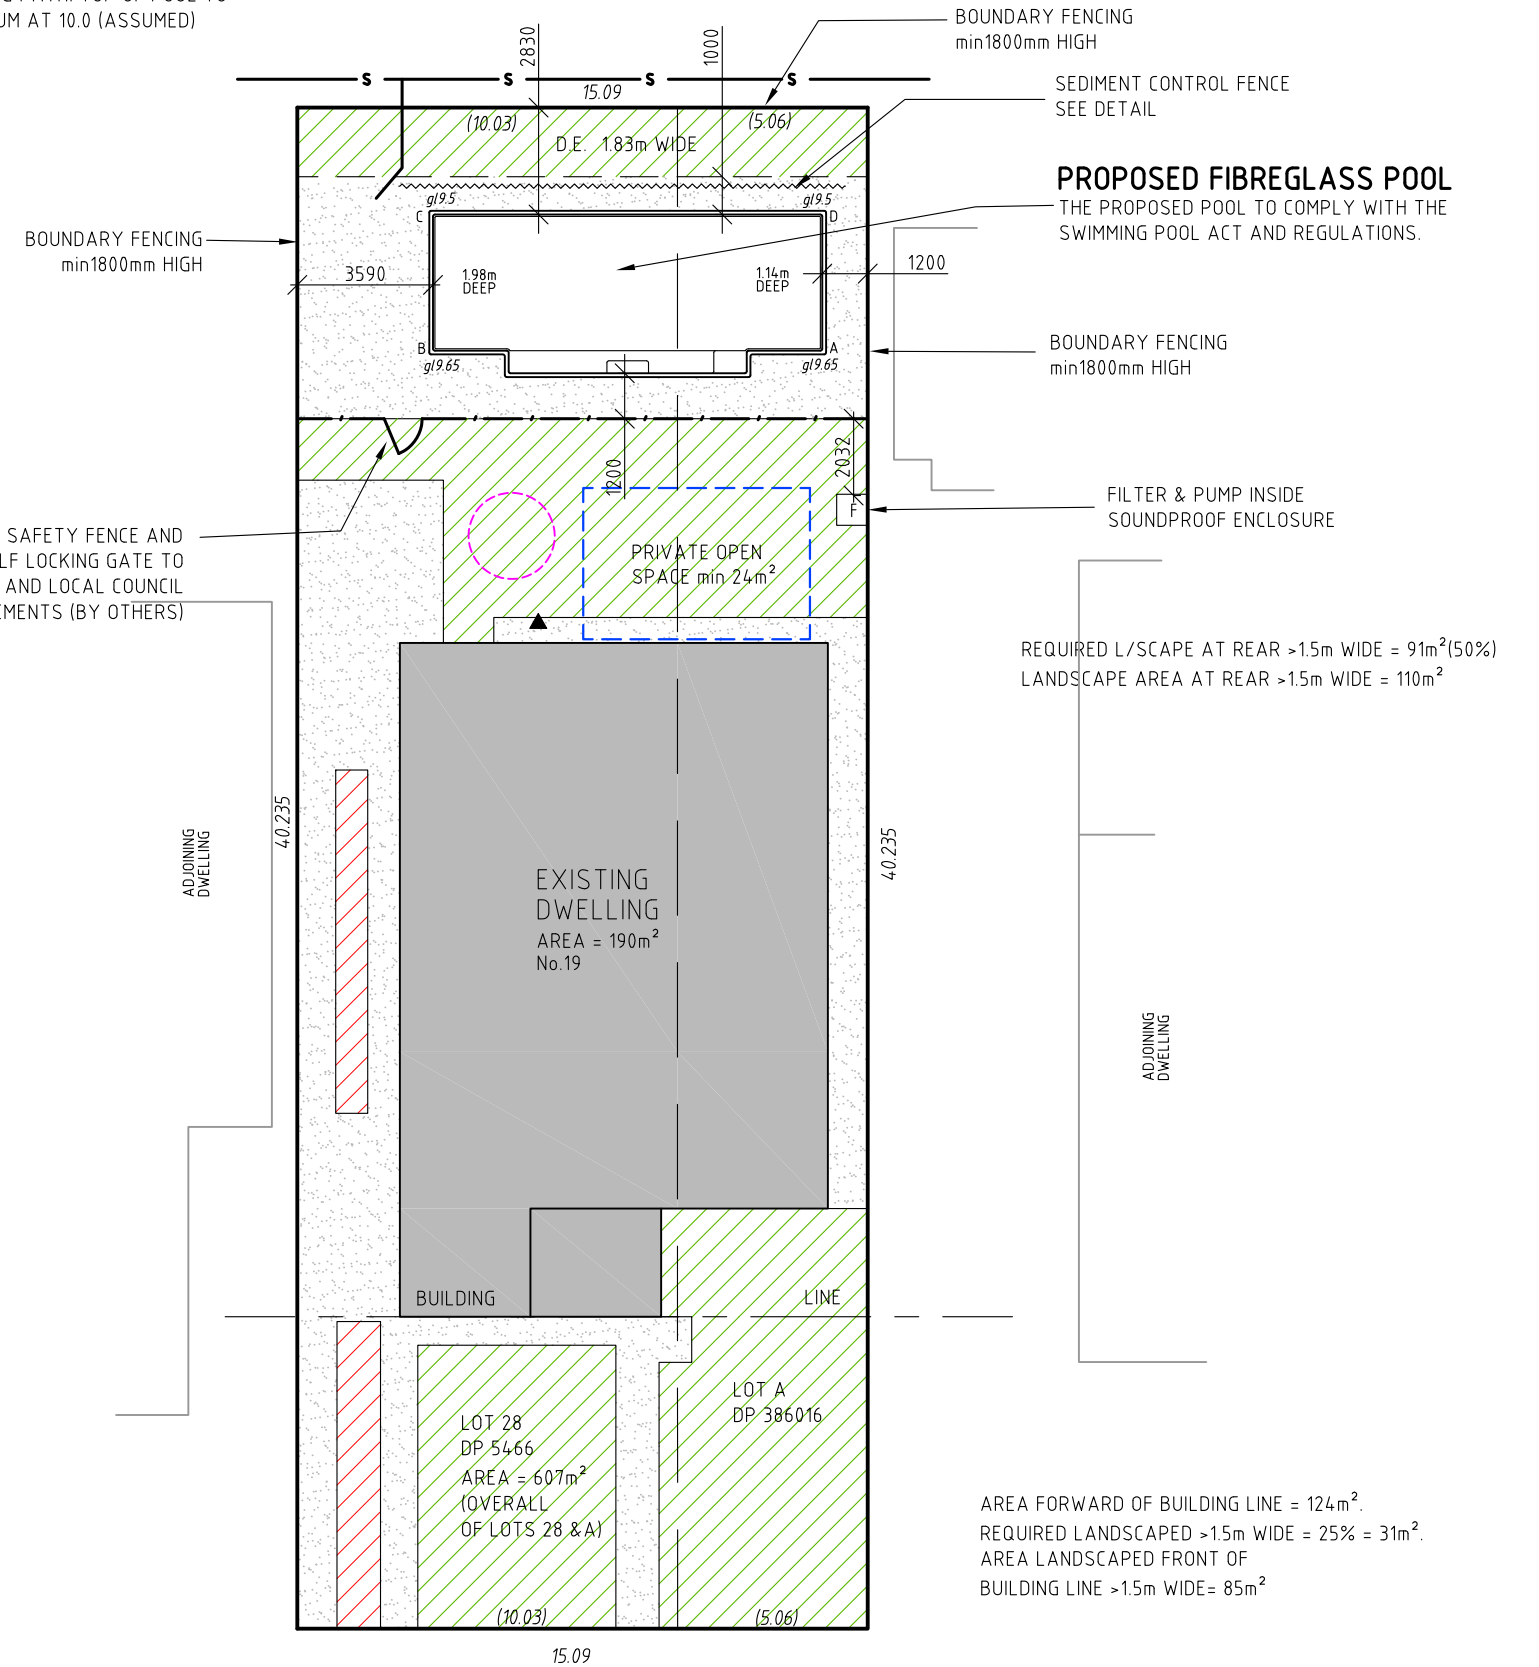 UM AT 10.0 (ASSUMED)
BOUNDARY FENCING
min1800mm HIGH
2830
1000
S S S S
15.09
SEDIMENT CONTROL FENCE
SEE DETAIL
(10.03)
(5.06)
D.E. 1.83m WIDE
PROPOSED FIBREGLASS POOL
THE PROPOSED POOL TO COMPLY WITH THE
SWIMMING POOL ACT AND REGULATIONS.
gl9.5
gl9.5
C
D
BOUNDARY FENCING
min1800mm HIGH
3590
1.98m
DEEP
1.14m
DEEP
1200
B
A
gl9.65
gl9.65
BOUNDARY FENCING
min1800mm HIGH
1200
2032
F
FILTER & PUMP INSIDE
SOUNDPROOF ENCLOSURE
SAFETY FENCE AND
LF LOCKING GATE TO
AND LOCAL COUNCIL
EMENTS (BY OTHERS)
PRIVATE OPEN
SPACE min 24m²
REQUIRED L/SCAPE AT REAR >1.5m WIDE = 91m²(50%)
LANDSCAPE AREA AT REAR >1.5m WIDE = 110m²
40.235
40.235
ADJOINING
DWELLING
EXISTING
DWELLING
AREA = 190m²
No.19
ADJOINING
DWELLING
BUILDING
LINE
LOT A
DP 386016
LOT 28
DP 5466
AREA = 607m²
(OVERALL
OF LOTS 28 &A)
AREA FORWARD OF BUILDING LINE = 124m².
REQUIRED LANDSCAPED >1.5m WIDE = 25% = 31m².
AREA LANDSCAPED FRONT OF
BUILDING LINE >1.5m WIDE= 85m²
(10.03)
(5.06)
15.09